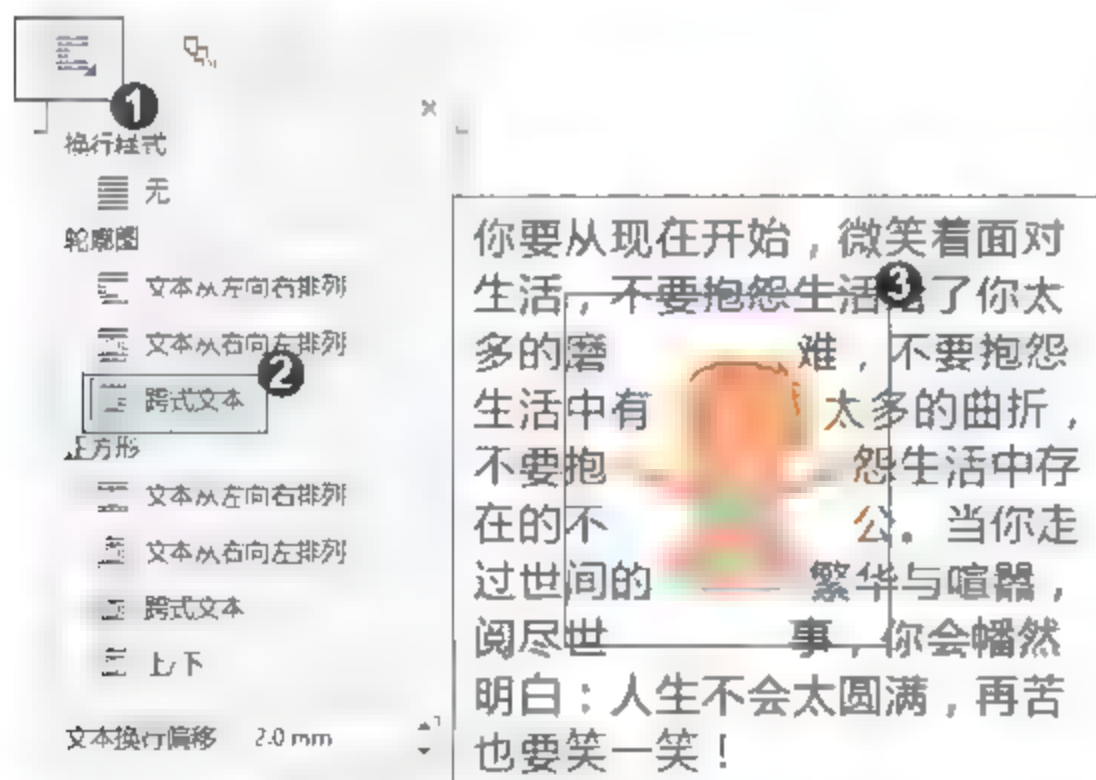 1
换行样式
无
轮廓图
文本从左向右排列
文本从右向左排列
2
跨式文本
正方形
文本从左向右排列
文本从右向左排列
跨式文本
上/下
文本换行偏移 2.0 mm
3
你要从现在开始，微笑着面对
生活，不要抱怨生活给了你太
多的磨难，不要抱怨
生活中有太多的曲折，
不要抱怨生活中存
在的不公。当你走
过世间的繁华与喧嚣，
阅尽世事，你会幡然
明白：人生不会太圆满，再苦
也要笑一笑！